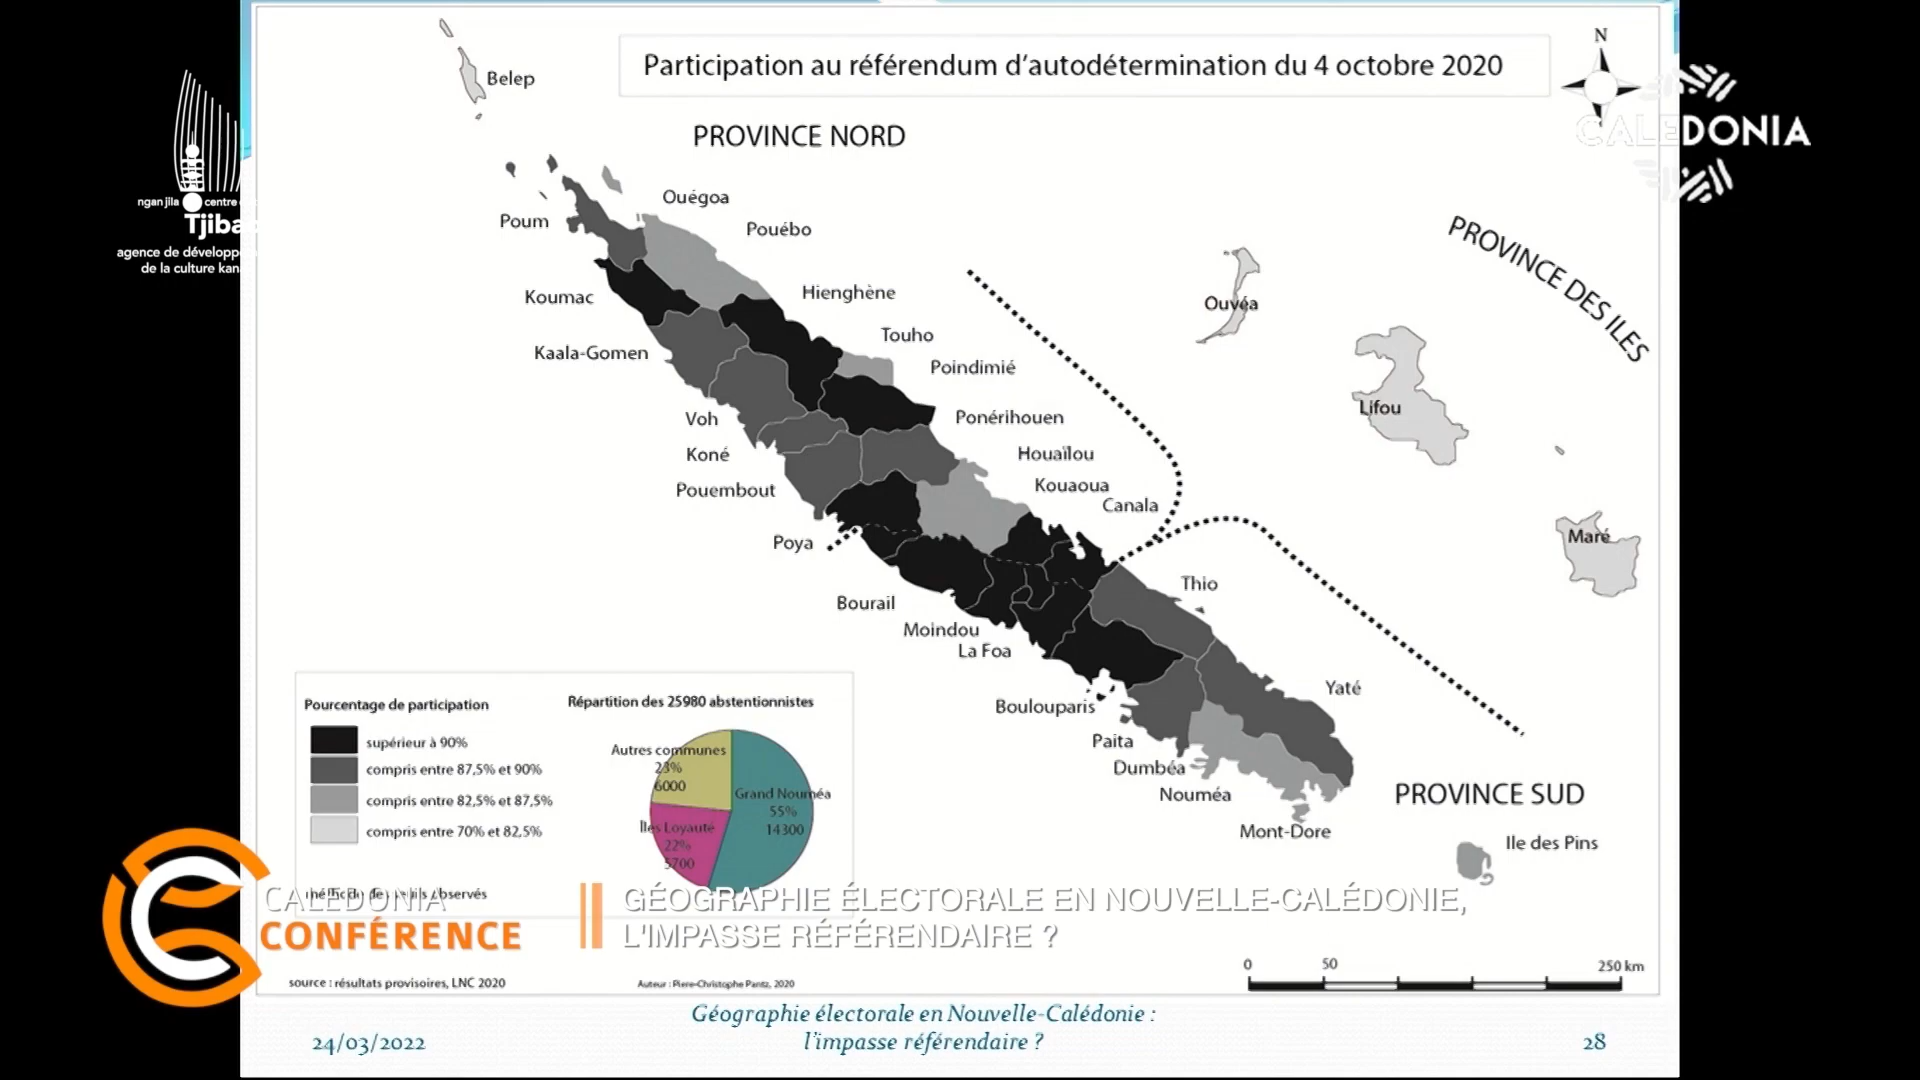 Participation au référendum d'autodétermination du 4 octobre 2020
N
CALEDONIA
PROVINCE NORD
PROVINCE DES ILES
PROVINCE SUD
ngan jila centre
Tjiba
agence de développ
de la culture kan
Belep
Ouégoa
Poum
Pouébo
Koumac
Hienghène
Kaala-Gomen
Touho
Poindimié
Voh
Ponérihouen
Koné
Houaïlou
Pouembout
Kouaoua
Canala
Poya
Ouvéa
Lifou
Maré
Thio
Bourail
Moindou
La Foa
Yaté
Boulouparis
Paita
Dumbéa
Nouméa
Mont-Dore
Ile des Pins
Pourcentage de participation
supérieur à 90%
compris entre 87,5% et 90%
compris entre 82,5% et 87,5%
compris entre 70% et 82,5%
Répartition des 25980 abstentionnistes
Autres communes
23%
6000
Grand Nouméa
55%
14300
Îles Loyauté
22%
5700
CALEDONIA
CONFÉRENCE
GÉOGRAPHIE ÉLECTORALE EN NOUVELLE-CALÉDONIE,
L'IMPASSE RÉFÉRENDAIRE ?
0 50 250 km
source : résultats provisoires, LNC 2020
Auteur : Piere-Christophe Pantz, 2020
24/03/2022
Géographie électorale en Nouvelle-Calédonie :
l'impasse référendaire ?
28